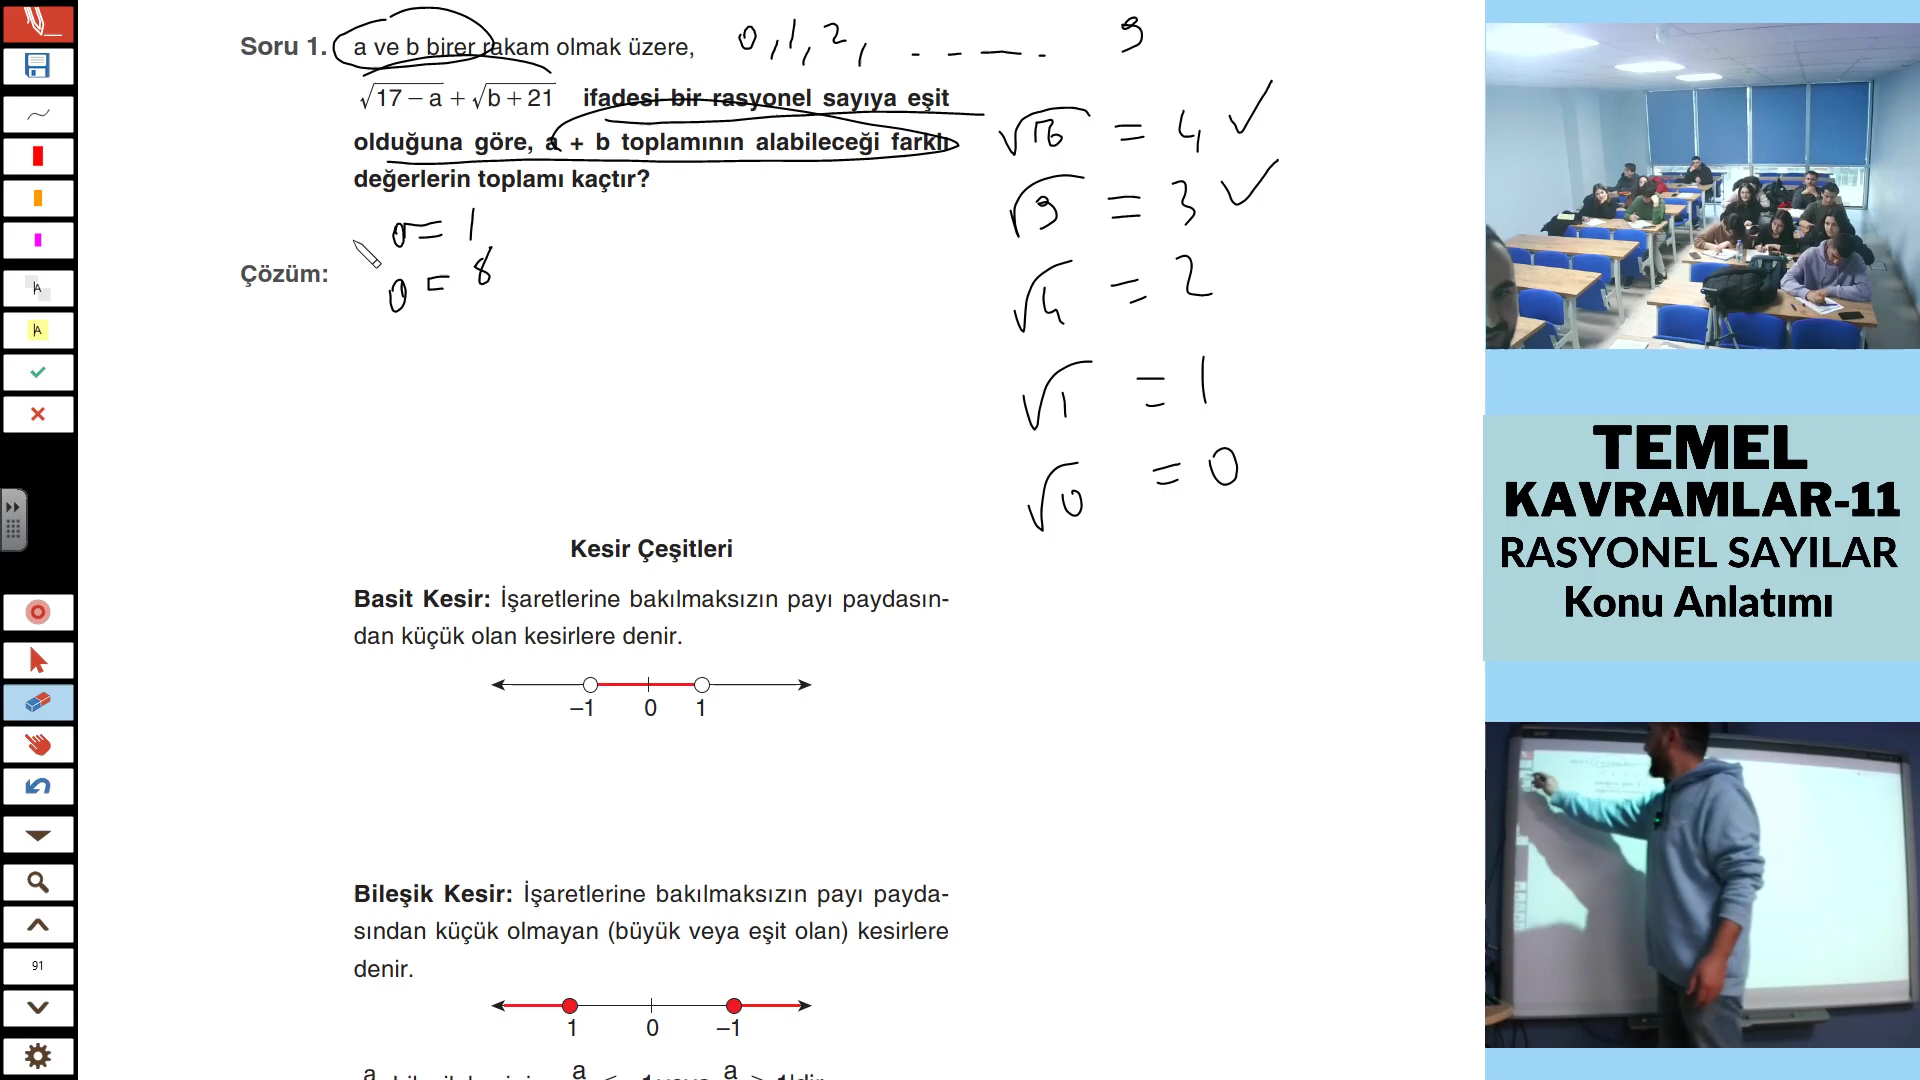 Soru 1. a ve b birer rakam olmak üzere,
0, 1, 2, . - - — . 9
√17 – a + √b + 21 ifadesi bir rasyonel sayıya eşit
olduğuna göre, a + b toplamının alabileceği farklı
değerlerin toplamı kaçtır?
√16 = 4 ✓
√9 = 3 ✓
√4 = 2
√1 = 1
√0 = 0
a = 1
a = 8
Çözüm:
Kesir Çeşitleri
Basit Kesir: İşaretlerine bakılmaksızın payı paydasın-
dan küçük olan kesirlere denir.
–1 0 1
Bileşik Kesir: İşaretlerine bakılmaksızın payı payda-
sından küçük olmayan (büyük veya eşit olan) kesirlere
denir.
1 0 –1
a a a
91
TEMEL
KAVRAMLAR-11
RASYONEL SAYILAR
Konu Anlatımı